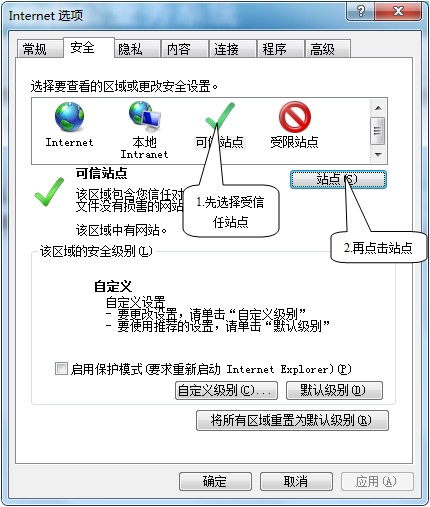 Internet 选项
常规 安全 隐私 内容 连接 程序 高级
选择要查看的区域或更改安全设置。
Internet 本地 可信站点 受限站点
Intranet
可信站点 站点(S)
该区域包含您信任对
文件没有损害的网站
该区域中有网站。
1.先选择受信
任站点
2.再点击站点
该区域的安全级别(L)
自定义
自定义设置
- 要更改设置，请单击“自定义级别”
- 要使用推荐的设置，请单击“默认级别”
启用保护模式(要求重新启动 Internet Explorer)(P)
自定义级别(C)... 默认级别(D)
将所有区域重置为默认级别(R)
确定 取消 应用(A)